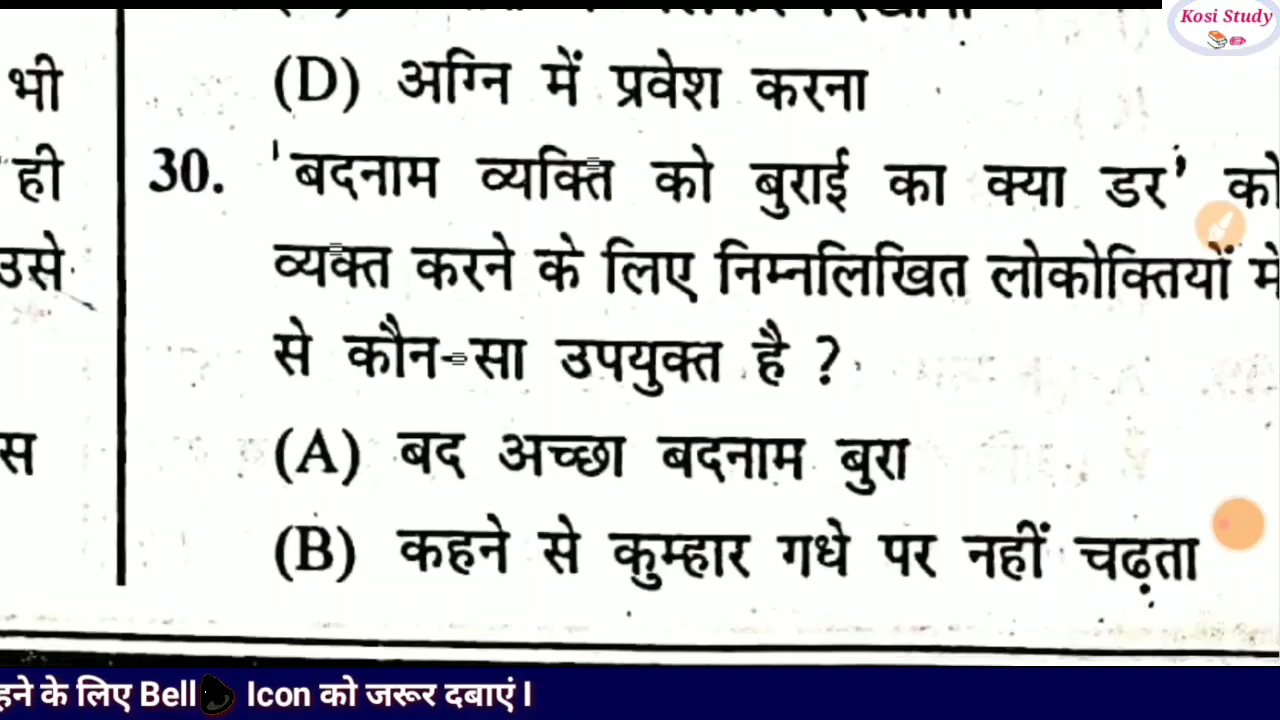 Kosi Study
(D) अग्नि में प्रवेश करना
भी
ही
उसे
स
30. 'बदनाम व्यक्ति को बुराई का क्या डर' को
व्यक्त करने के लिए निम्नलिखित लोकोक्तियों में
से कौन-सा उपयुक्त है ?
(A) बद अच्छा बदनाम बुरा
(B) कहने से कुम्हार गधे पर नहीं चढ़ता
हने के लिए Bell Icon को जरूर दबाएं।